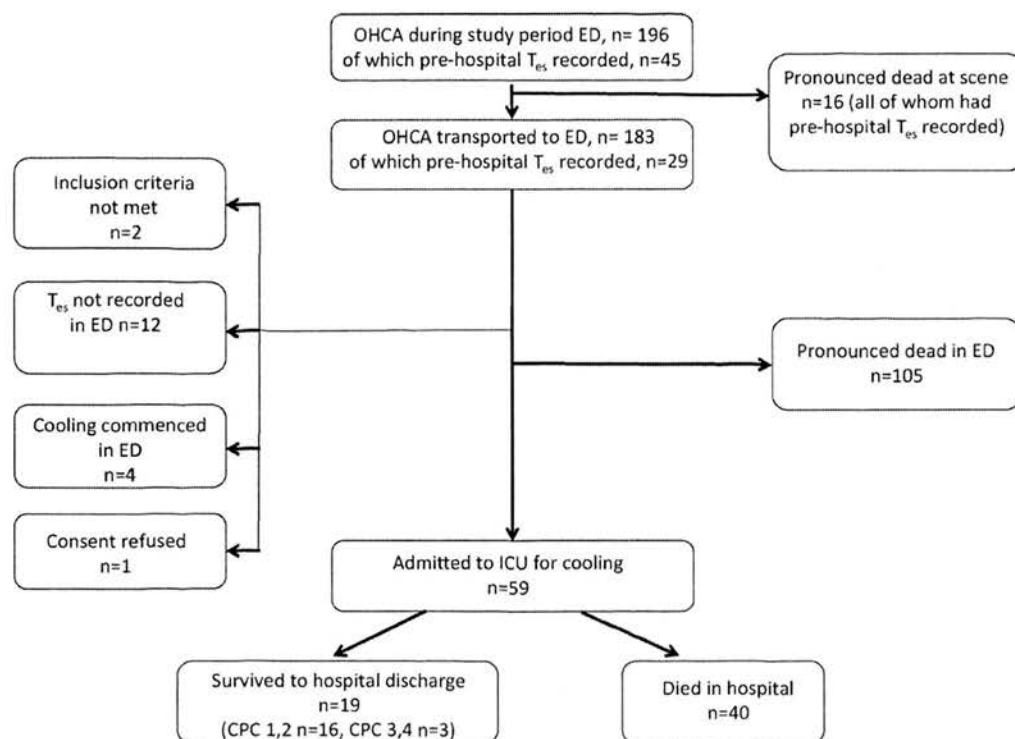 OHCA during study period ED, n= 196
of which pre-hospital Tes recorded, n=45
Pronounced dead at scene
n=16 (all of whom had
pre-hospital Tes recorded)
OHCA transported to ED, n= 183
of which pre-hospital Tes recorded, n=29
Inclusion criteria
not met
n=2
Tes not recorded
in ED n=12
Pronounced dead in ED
n=105
Cooling commenced
in ED
n=4
Consent refused
n=1
Admitted to ICU for cooling
n=59
Survived to hospital discharge
n=19
(CPC 1,2 n=16, CPC 3,4 n=3)
Died in hospital
n=40